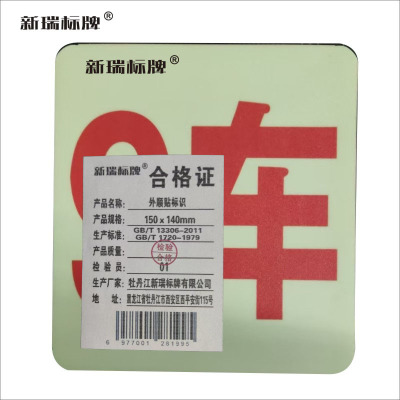 新瑞标牌®
新瑞标牌®
9车
新瑞标牌® 合格证
产品名称: 外顺贴标识
产品规格: 150 x 140mm
生产标准: GB/T 13306-2011
GB/T 1720-1979
产品质量: 检验合格
检验员: 01
生产厂家: 牡丹江新瑞标牌有限公司
地址: 黑龙江省牡丹江市西安区西平安街115号
6 977001 281995